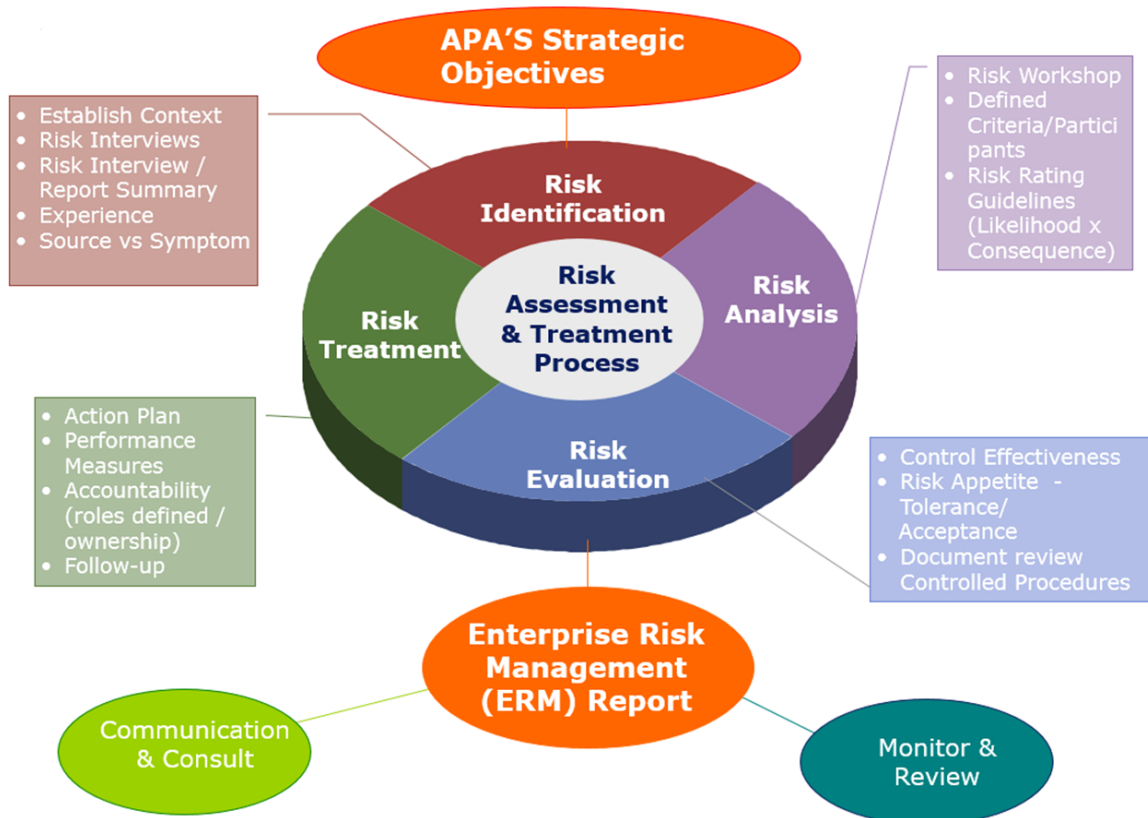 APA'S Strategic
Objectives
• Establish Context
• Risk Interviews
• Risk Interview /
Report Summary
• Experience
• Source vs Symptom
• Risk Workshop
• Defined
Criteria/Partici
pants
• Risk Rating
Guidelines
(Likelihood x
Consequence)
Risk
Identification
Risk
Analysis
Risk
Assessment
& Treatment
Process
Risk
Treatment
Risk
Evaluation
• Action Plan
• Performance
Measures
• Accountability
(roles defined /
ownership)
• Follow-up
• Control Effectiveness
• Risk Appetite -
Tolerance/
Acceptance
• Document review
Controlled Procedures
Enterprise Risk
Management
(ERM) Report
Communication
& Consult
Monitor &
Review